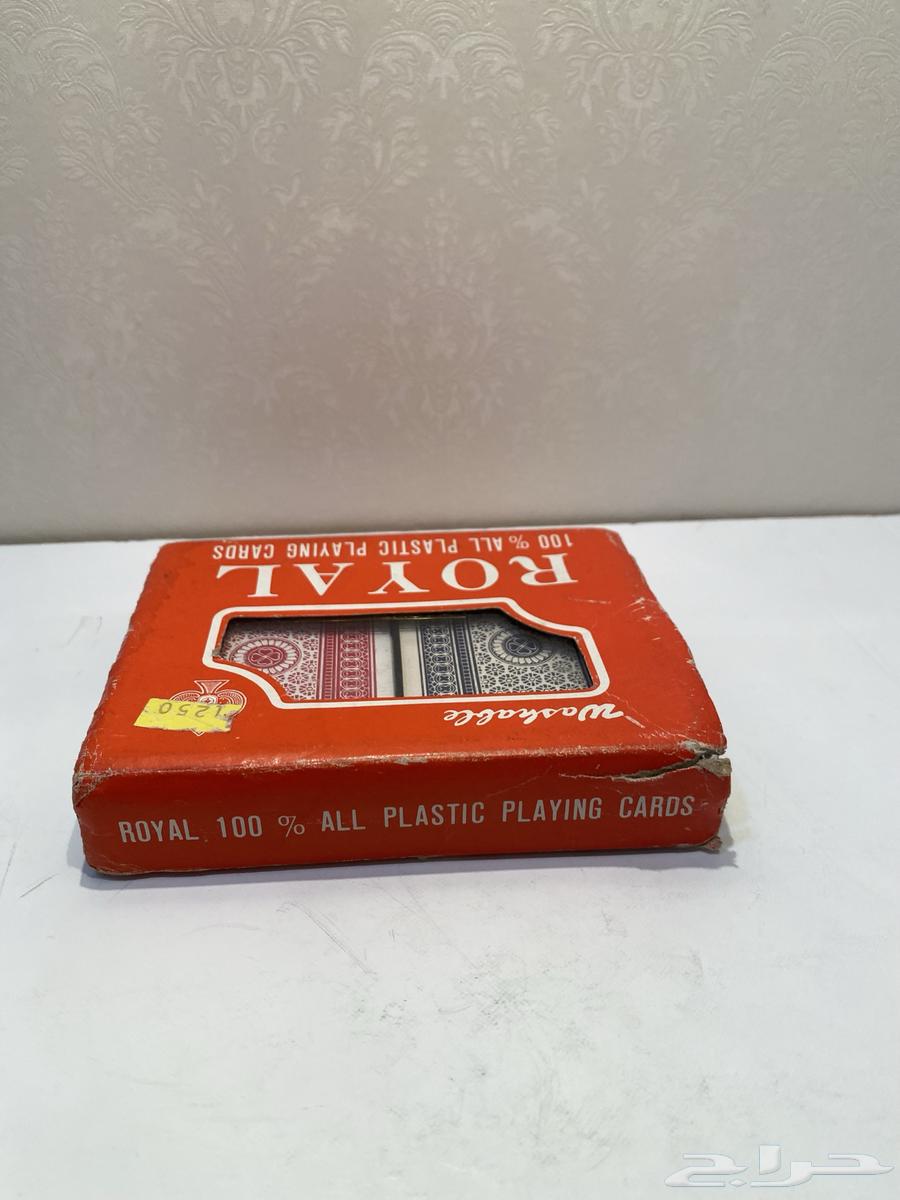 100 % ALL PLASTIC PLAYING CARDS
ROYAL
Washable
1250
ROYAL 100 % ALL PLASTIC PLAYING CARDS
حراج